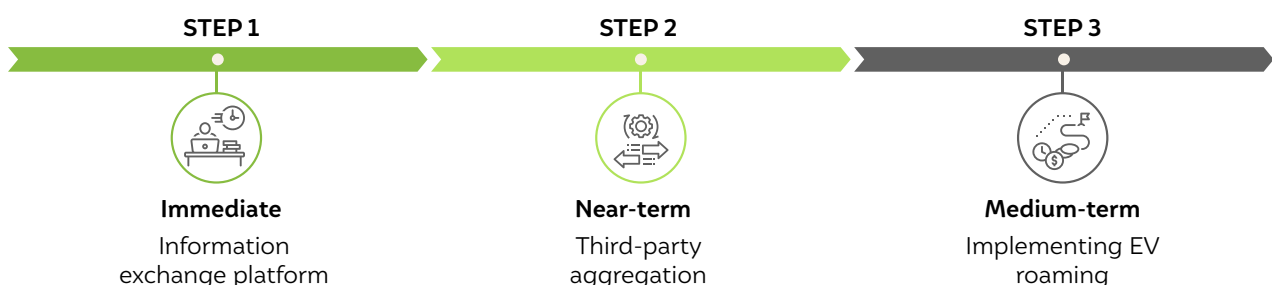 STEP 1
STEP 2
STEP 3
Immediate
Information
exchange platform
Near-term
Third-party
aggregation
Medium-term
Implementing EV
roaming